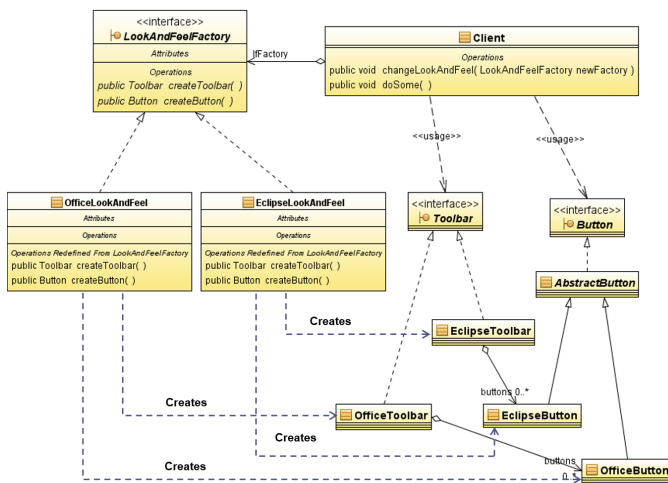 <<interface>>
LookAndFeelFactory
Attributes
Operations
public Toolbar createToolbar( )
public Button createButton( )
lfFactory
Client
Operations
public void changeLookAndFeel( LookAndFeelFactory newFactory )
public void doSome( )
<<usage>>
<<usage>>
OfficeLookAndFeel
Attributes
Operations
Operations Redefined From LookAndFeelFactory
public Toolbar createToolbar( )
public Button createButton( )
EclipseLookAndFeel
Attributes
Operations
Operations Redefined From LookAndFeelFactory
public Toolbar createToolbar( )
public Button createButton( )
<<interface>>
Toolbar
<<interface>>
Button
AbstractButton
Creates
EclipseToolbar
buttons 0..*
Creates
OfficeToolbar
EclipseButton
Creates
buttons
0..*
Creates
OfficeButton